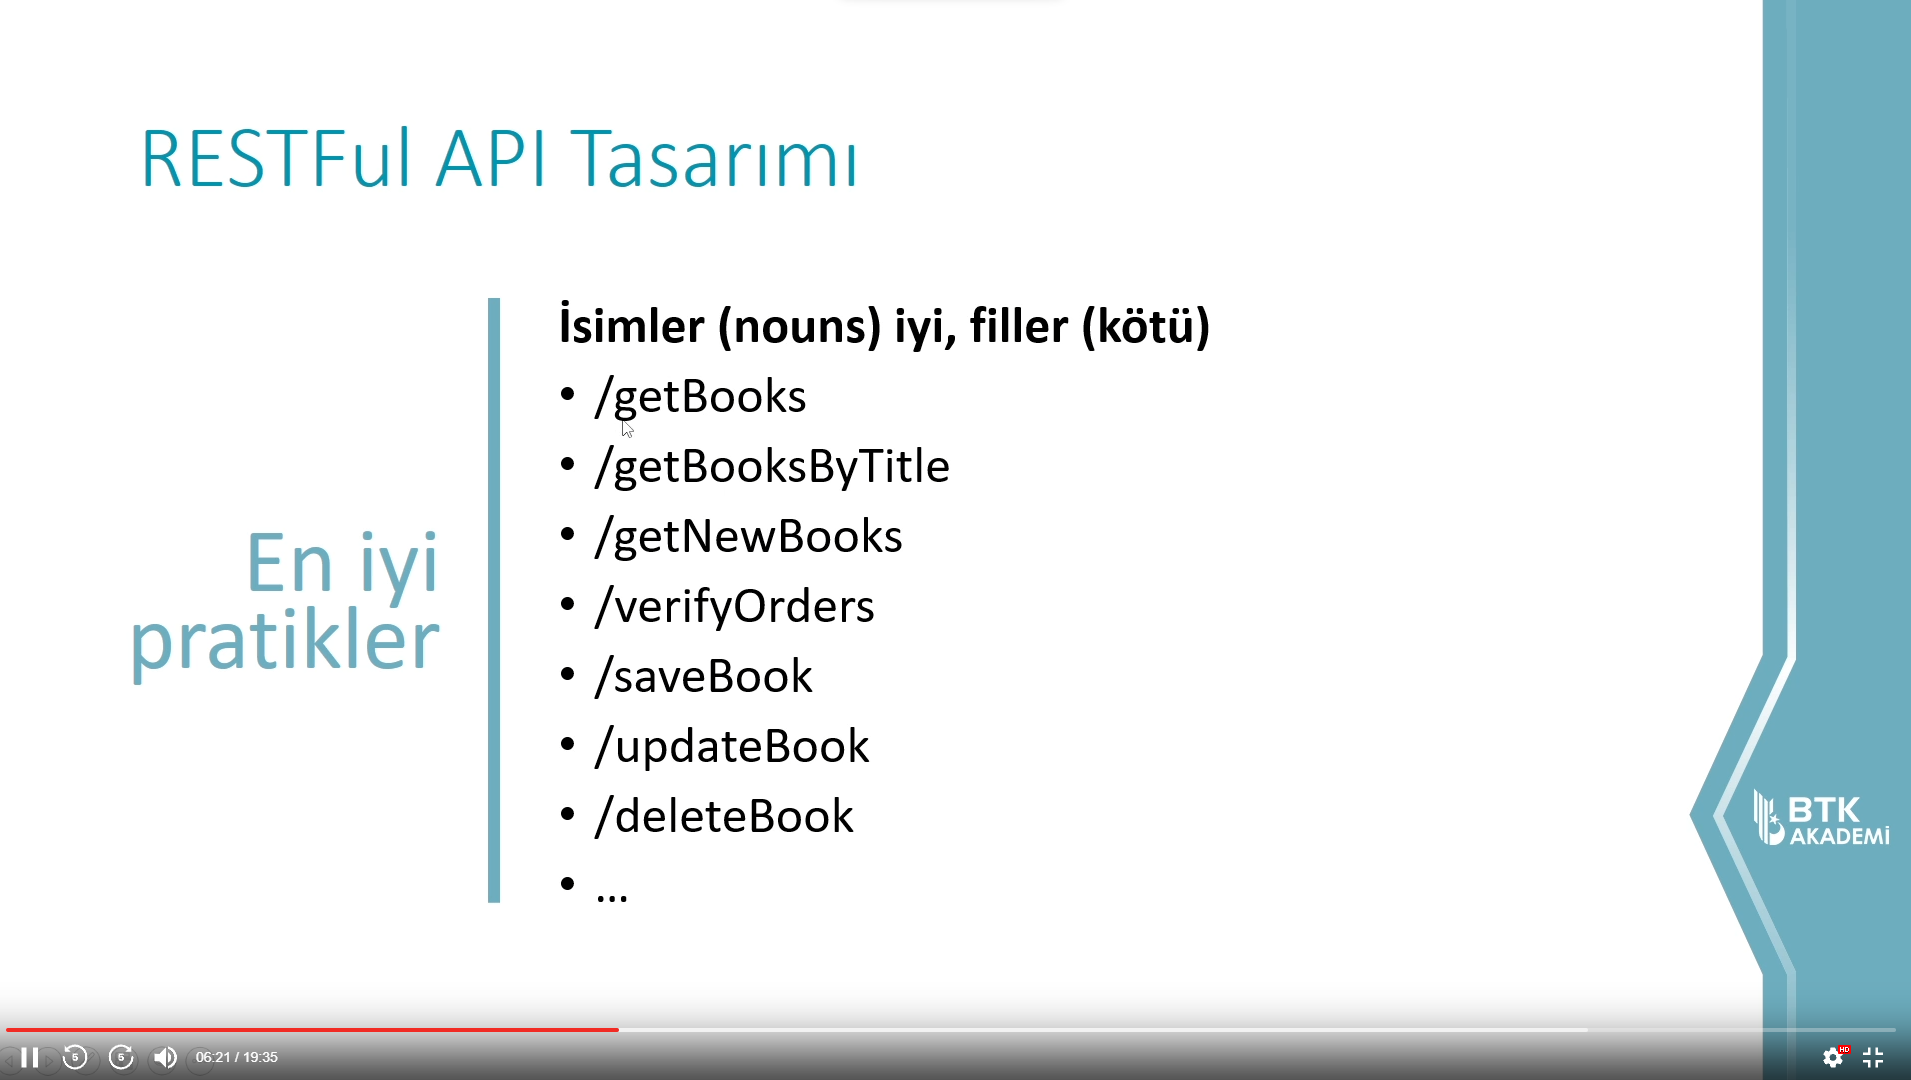 RESTFul API Tasarımı
En iyi
pratikler
İsimler (nouns) iyi, filler (kötü)
• /getBooks
• /getBooksByTitle
• /getNewBooks
• /verifyOrders
• /saveBook
• /updateBook
• /deleteBook
• ...
BTK
AKADEMİ
5
5
06:21 / 19:35
HD